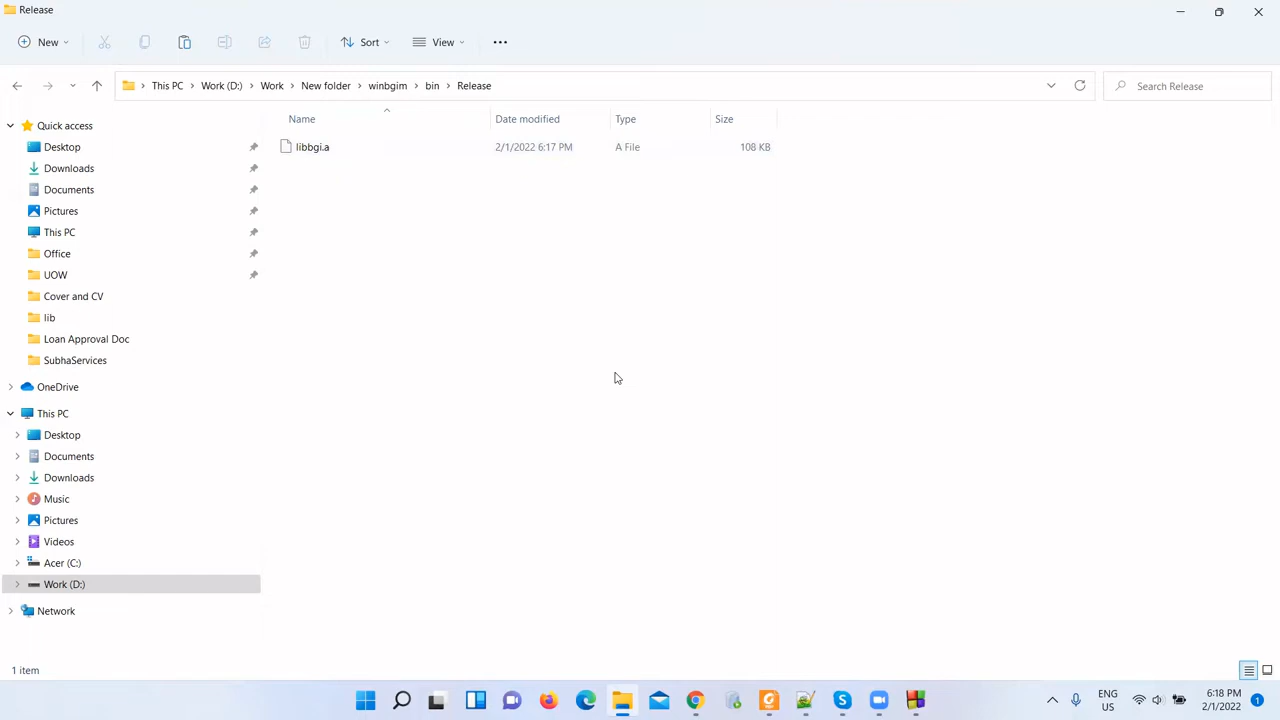 Release
New Sort View
This PC Work (D:) Work New folder winbgim bin Release Search Release
Name Date modified Type Size
libbgi.a 2/1/2022 6:17 PM A File 108 KB
Quick access
Desktop
Downloads
Documents
Pictures
This PC
Office
UOW
Cover and CV
lib
Loan Approval Doc
SubhaServices
OneDrive
This PC
Desktop
Documents
Downloads
Music
Pictures
Videos
Acer (C:)
Work (D:)
Network
1 item
ENG
US
6:18 PM
2/1/2022
1